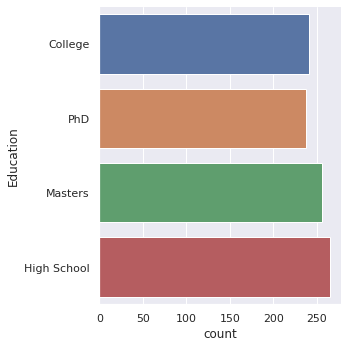 College
PhD
Masters
High School
Education
0 50 100 150 200 250
count